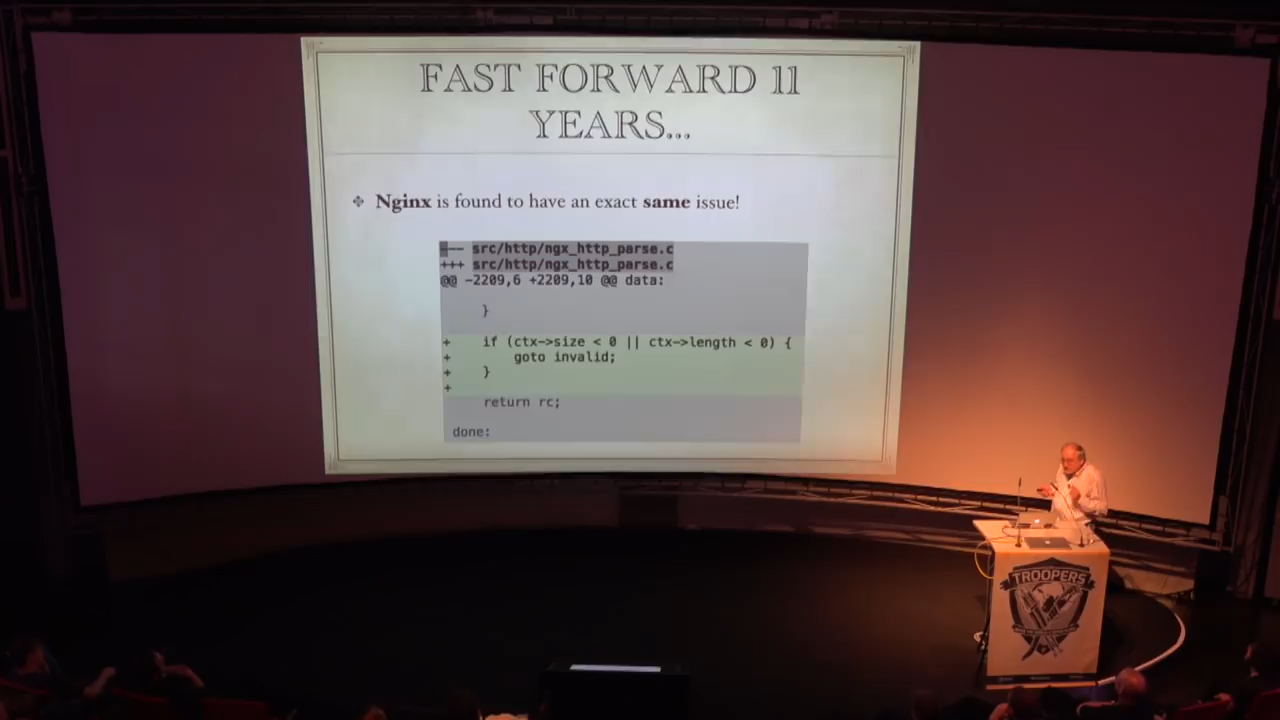 FAST FORWARD 11
YEARS...
Nginx is found to have an exact same issue!
--- src/http/ngx_http_parse.c
+++ src/http/ngx_http_parse.c
@@ -2209,6 +2209,10 @@ data:
}
+ if (ctx->size < 0 || ctx->length < 0) {
+ goto invalid;
+ }
+
return rc;
done:
TROOPERS